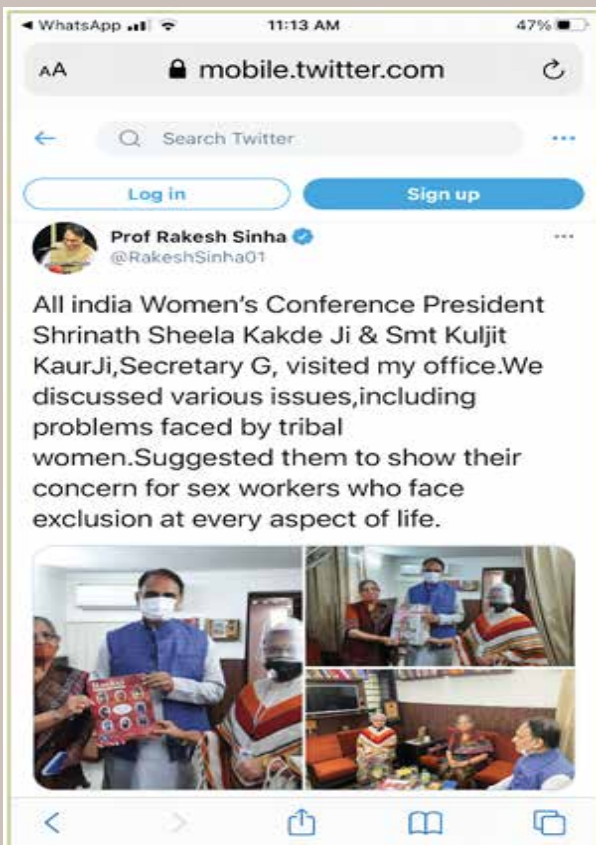 WhatsApp 11:13 AM 47%
AA mobile.twitter.com
Search Twitter
Log in Sign up
Prof Rakesh Sinha
@RakeshSinha01
All india Women's Conference President
Shrinath Sheela Kakde Ji & Smt Kuljit
KaurJi,Secretary G, visited my office.We
discussed various issues,including
problems faced by tribal
women.Suggested them to show their
concern for sex workers who face
exclusion at every aspect of life.